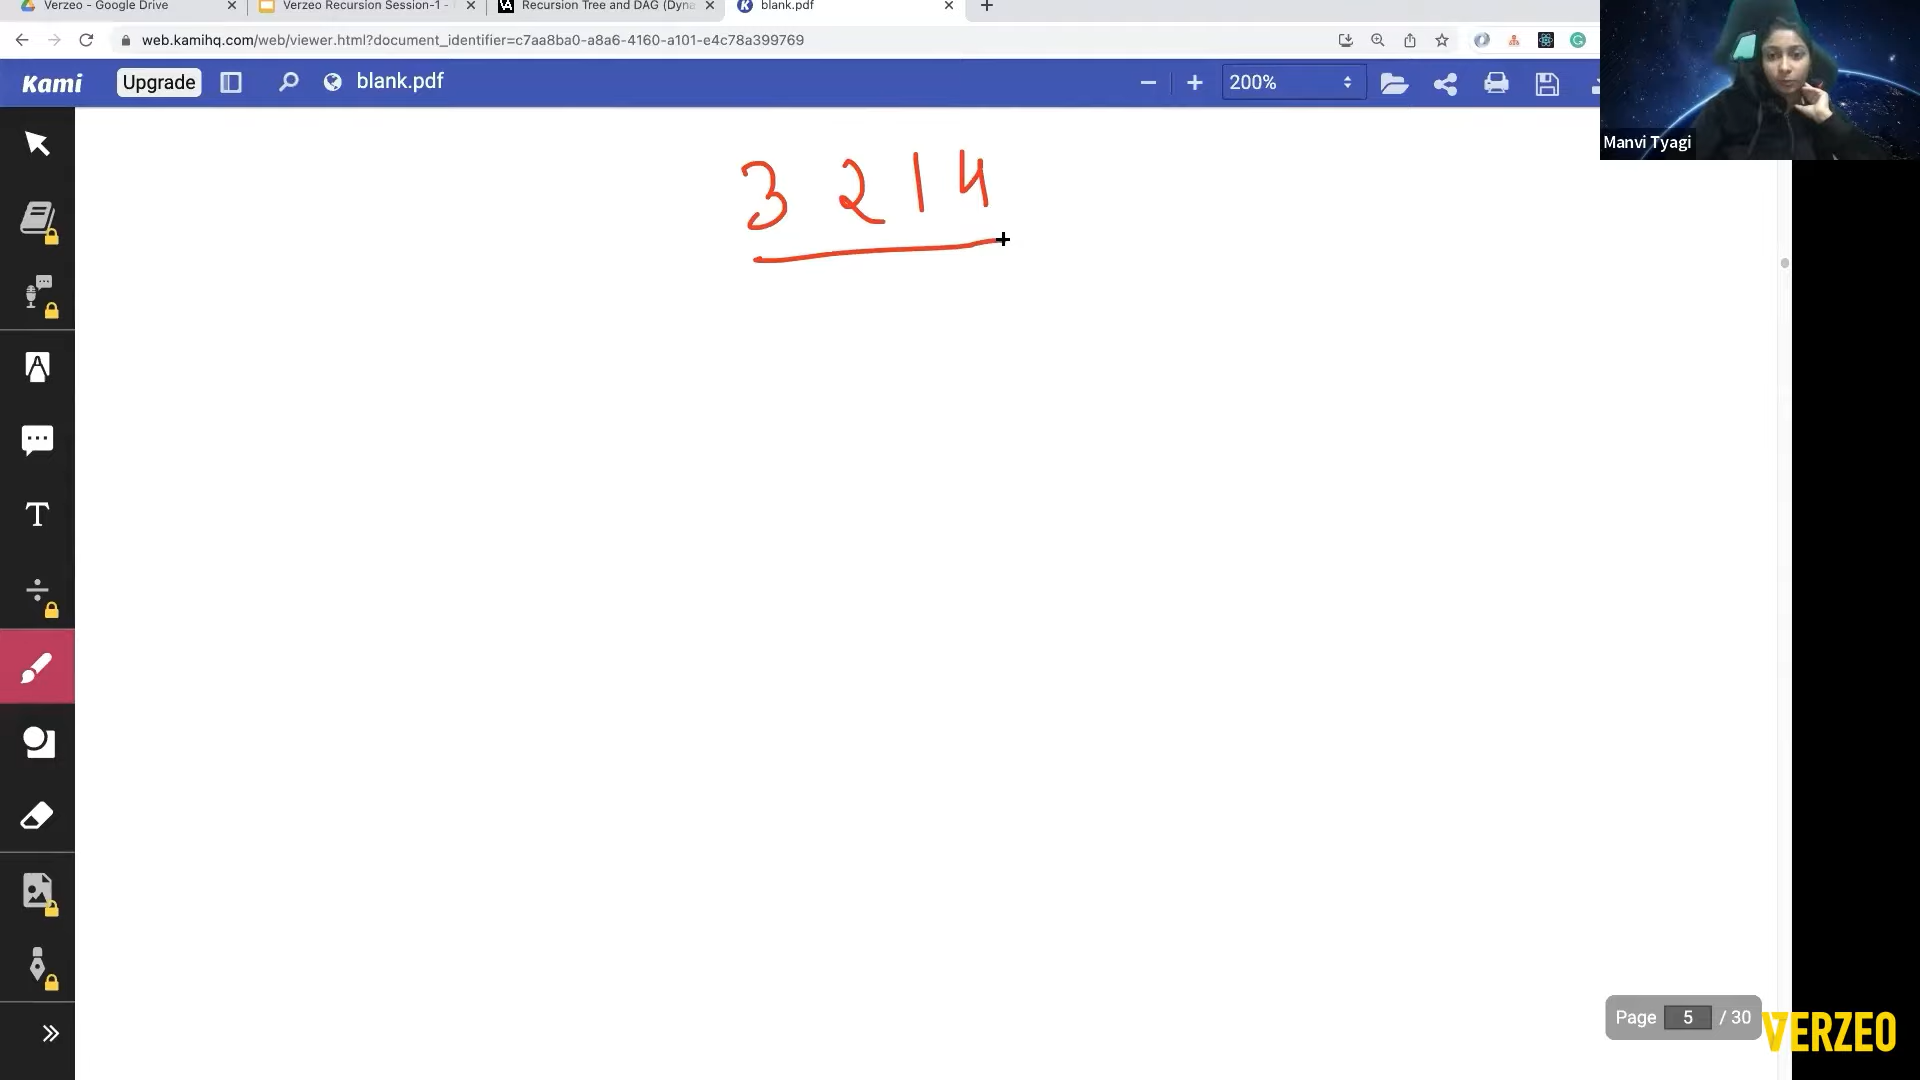 Verzeo - Google Drive Verzeo Recursion Session-1 - Recursion Tree and DAG (Dyna blank.pdf
web.kamihq.com/web/viewer.html?document_identifier=c7aa8ba0-a8a6-4160-a101-e4c78a399769
Kami Upgrade blank.pdf 200%
Manvi Tyagi
3 2 1 4
Page 5 / 30
VERZEO